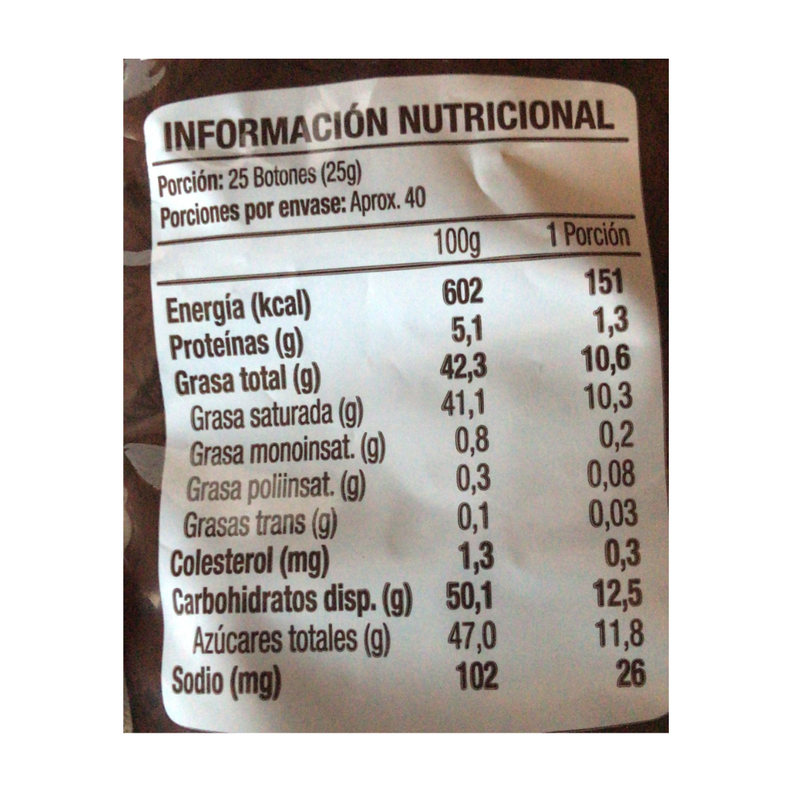 INFORMACIÓN NUTRICIONAL
Porción: 25 Botones (25g)
Porciones por envase: Aprox. 40
100g 1 Porción
Energía (kcal) 602 151
Proteínas (g) 5,1 1,3
Grasa total (g) 42,3 10,6
Grasa saturada (g) 41,1 10,3
Grasa monoinsat. (g) 0,8 0,2
Grasa poliinsat. (g) 0,3 0,08
Grasas trans (g) 0,1 0,03
Colesterol (mg) 1,3 0,3
Carbohidratos disp. (g) 50,1 12,5
Azúcares totales (g) 47,0 11,8
Sodio (mg) 102 26